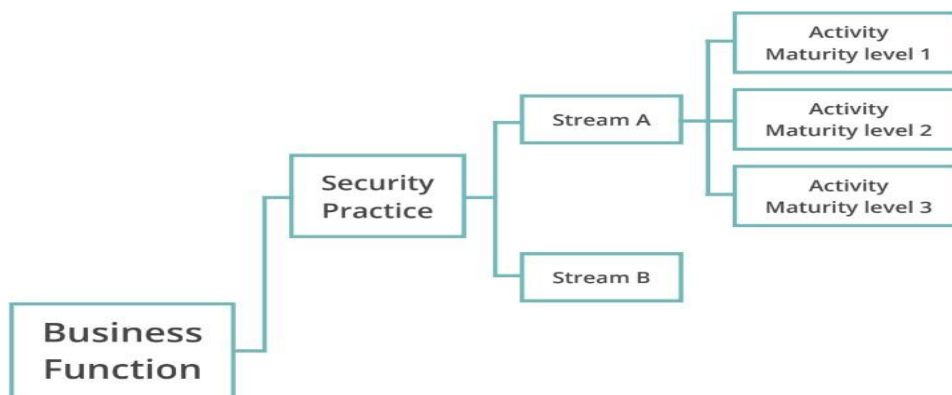 Activity
Maturity level 1
Stream A
Activity
Maturity level 2
Security
Practice
Activity
Maturity level 3
Stream B
Business
Function